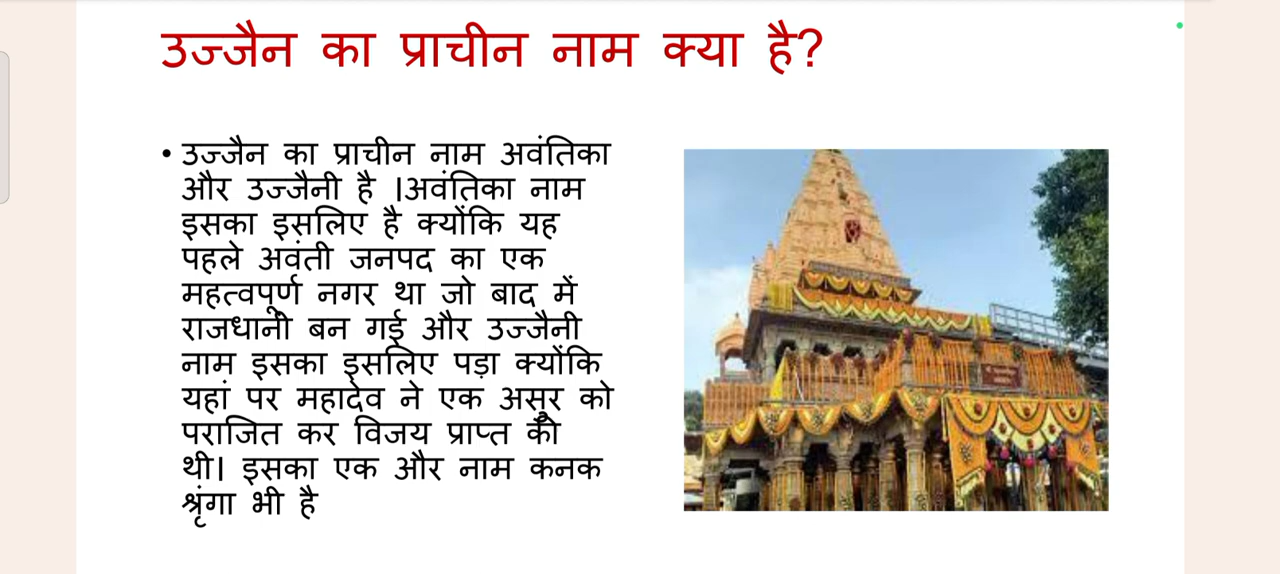 उज्जैन का प्राचीन नाम क्या है?
• उज्जैन का प्राचीन नाम अवंतिका
और उज्जैनी है ।अवंतिका नाम
इसका इसलिए है क्योंकि यह
पहले अवंती जनपद का एक
महत्वपूर्ण नगर था जो बाद में
राजधानी बन गई और उज्जैनी
नाम इसका इसलिए पड़ा क्योंकि
यहां पर महादेव ने एक असुर को
पराजित कर विजय प्राप्त की
थी। इसका एक और नाम कनक
श्रृंगा भी है